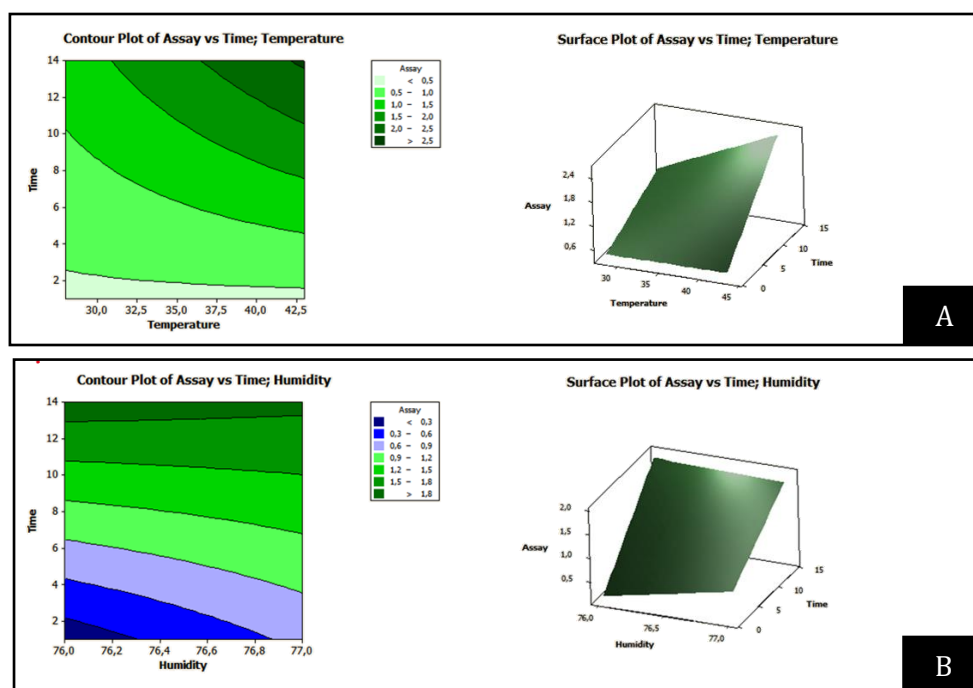 Contour Plot of Assay vs Time; Temperature
14
12
10
8
6
4
2
Time
30,0 32,5 35,0 37,5 40,0 42,5
Temperature
Assay
< 0,5
0,5 – 1,0
1,0 – 1,5
1,5 – 2,0
2,0 – 2,5
> 2,5
Surface Plot of Assay vs Time; Temperature
2,4
1,8
1,2
0,6
Assay
30 35 40 45
Temperature
0 5 10 15
Time
A
Contour Plot of Assay vs Time; Humidity
14
12
10
8
6
4
2
Time
76,0 76,2 76,4 76,6 76,8 77,0
Humidity
Assay
< 0,3
0,3 – 0,6
0,6 – 0,9
0,9 – 1,2
1,2 – 1,5
1,5 – 1,8
> 1,8
Surface Plot of Assay vs Time; Humidity
2,0
1,5
1,0
0,5
Assay
76,0 76,5 77,0
Humidity
0 5 10 15
Time
B